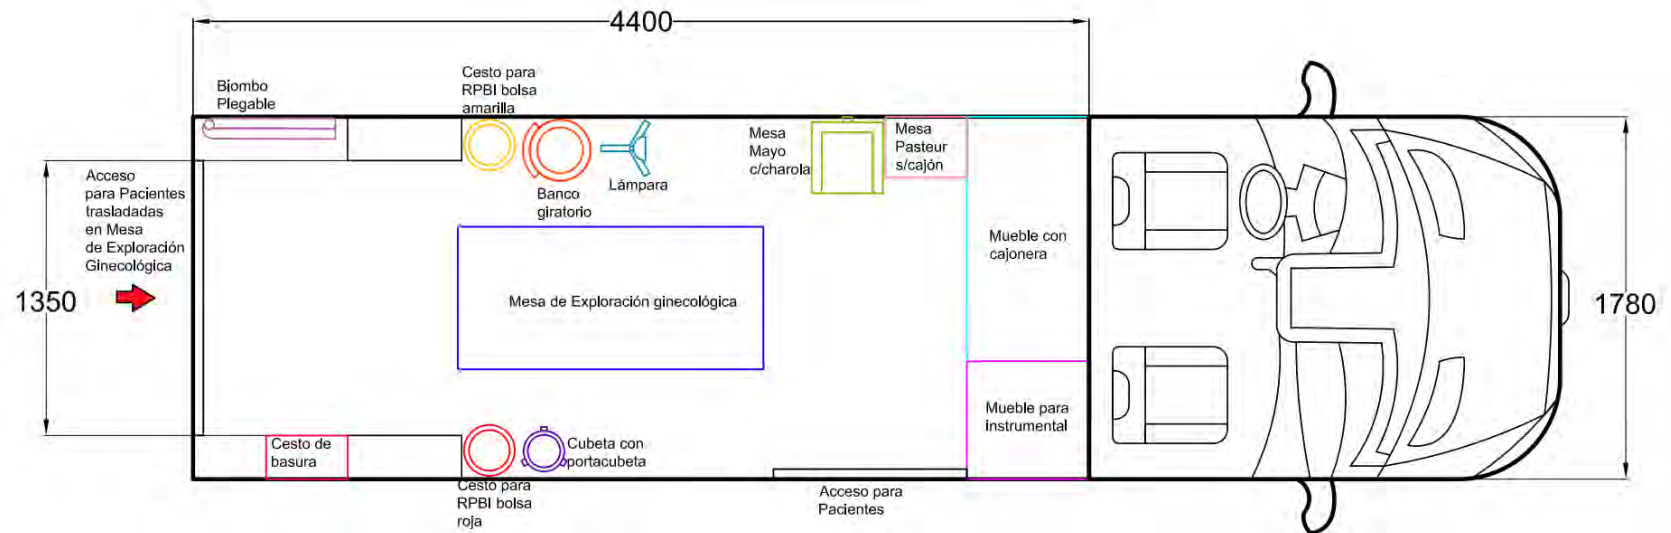 4400
Biombo
Plegable
Cesto para
RPBI bolsa
amarilla
Banco
giratorio
Lámpara
Mesa
Mayo
c/charola
Mesa
Pasteur
s/cajón
Acceso
para Pacientes
trasladadas
en Mesa
de Exploración
Ginecológica
1350
Mesa de Exploración ginecológica
Mueble con
cajonera
1780
Mueble para
instrumental
Cesto de
basura
Cesto para
RPBI bolsa
roja
Cubeta con
portacubeta
Acceso para
Pacientes